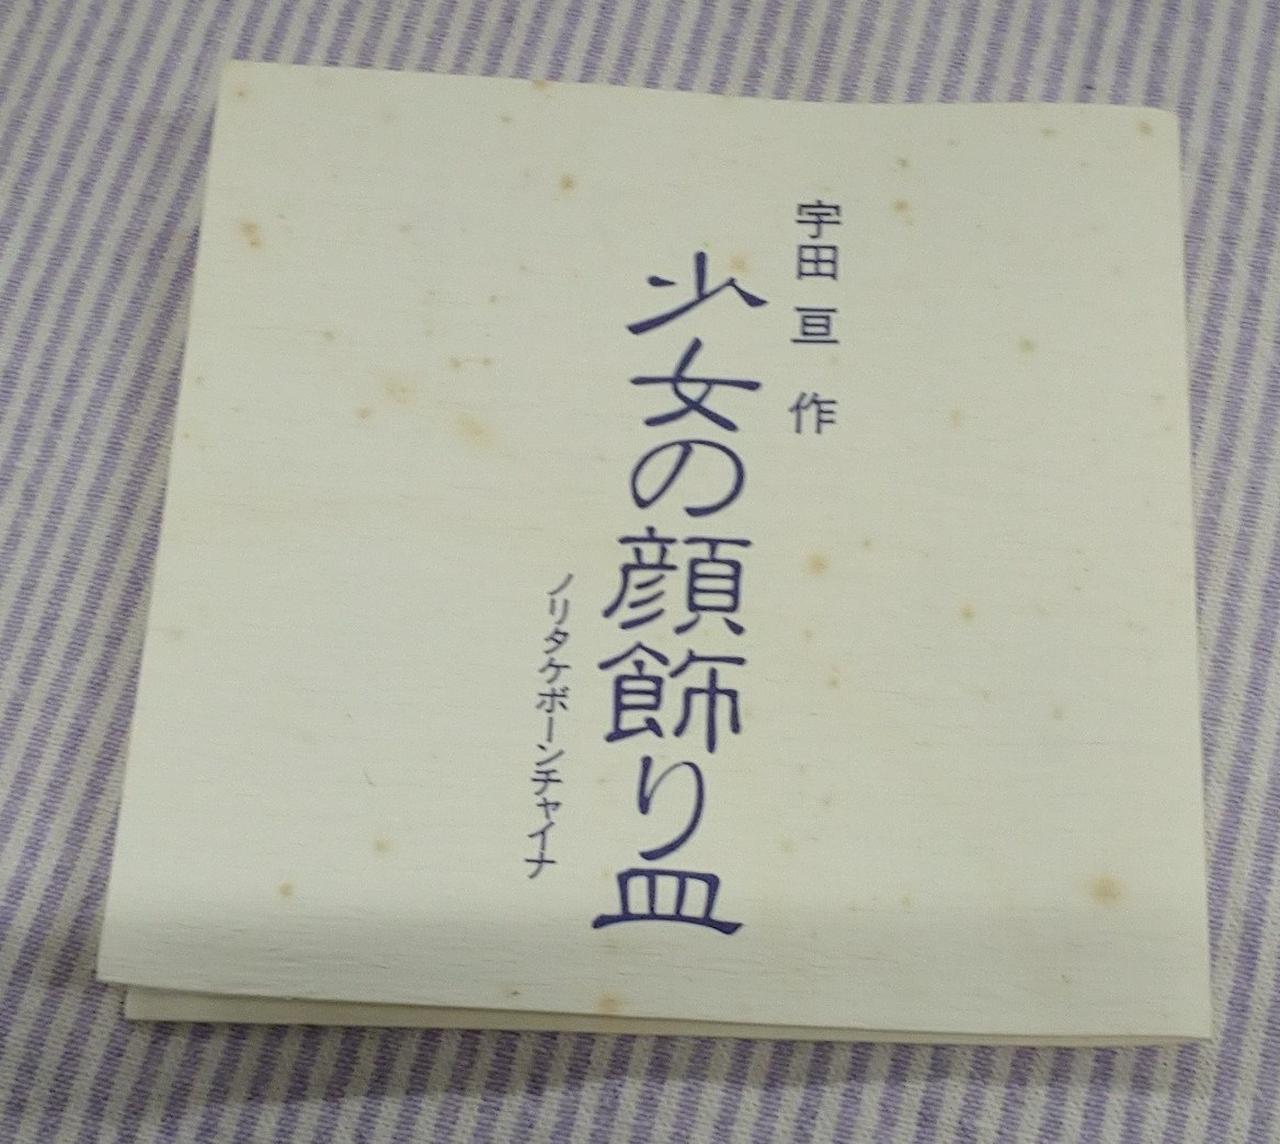 宇田 亘 作
少女の顔飾り皿
ノリタケボーンチャイナ